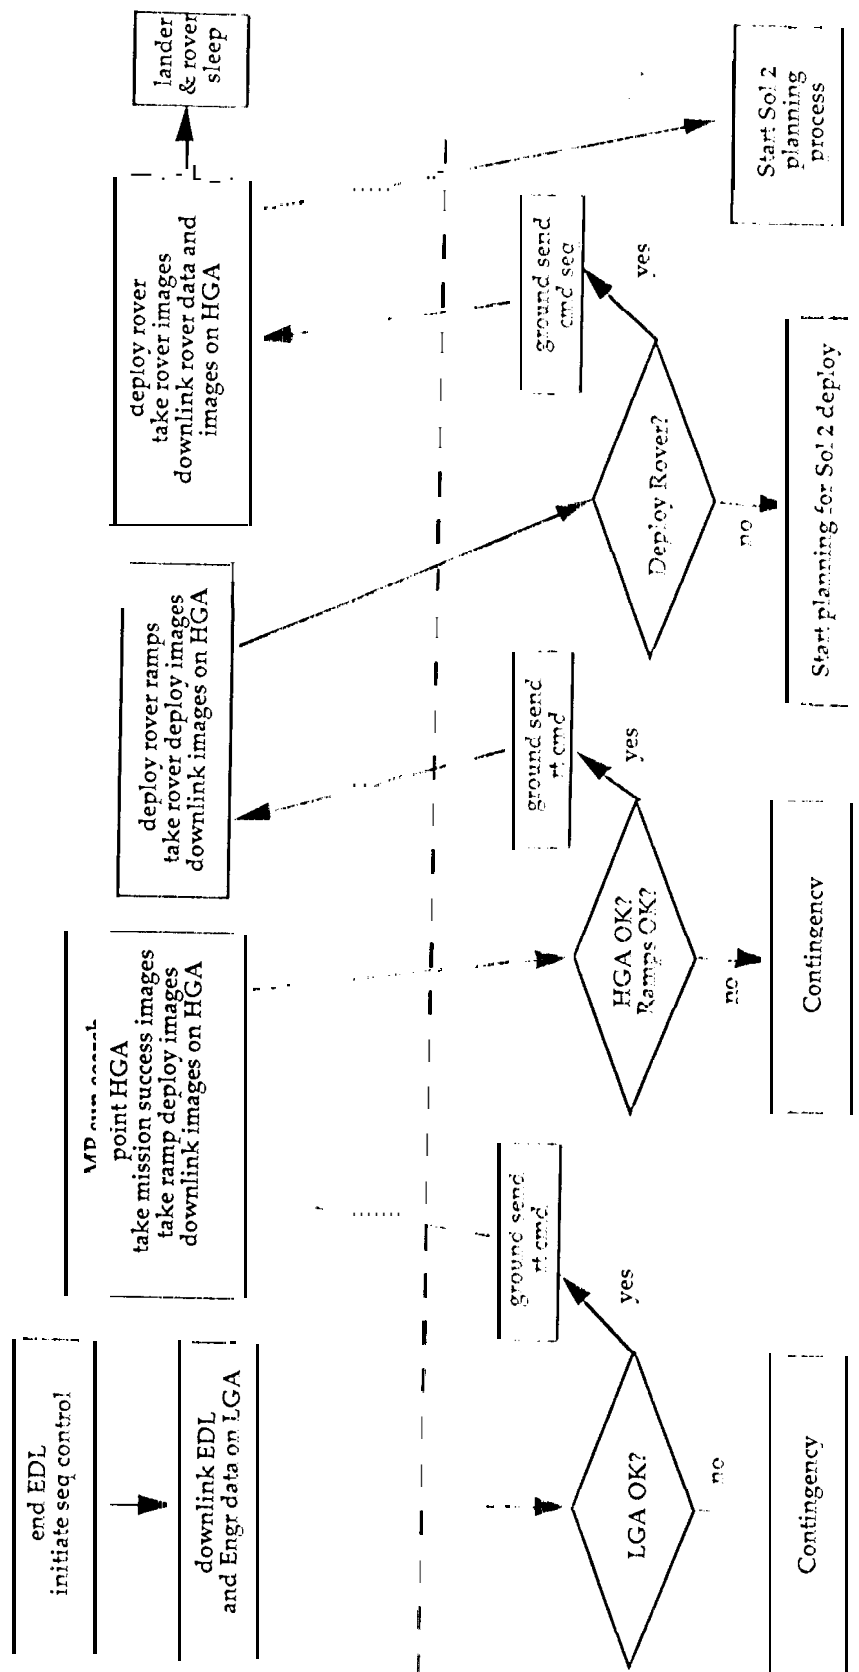 end EDL
initiate seq control
downlink EDL
and Engr data on LGA
LGA OK?
yes
no
Contingency
ground send
rt cmd
point HGA
take mission success images
take ramp deploy images
downlink images on HGA
HGA OK?
Ramps OK?
yes
no
Contingency
ground send
rt cmd
deploy rover ramps
take rover deploy images
downlink images on HGA
Deploy Rover?
yes
no
Start planning for Sol 2 deploy
ground send
cmd seq
deploy rover
take rover images
downlink rover data and
images on HGA
lander
& rover
sleep
Start Sol 2
planning
process